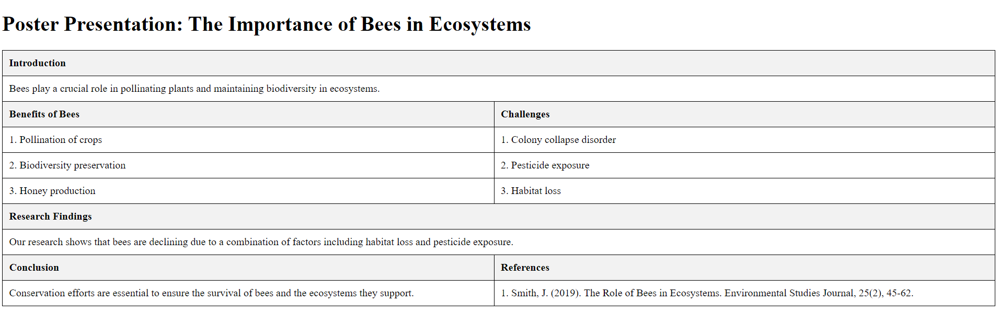 Poster Presentation: The Importance of Bees in Ecosystems
Introduction
Bees play a crucial role in pollinating plants and maintaining biodiversity in ecosystems.
Benefits of Bees
Challenges
1. Pollination of crops
1. Colony collapse disorder
2. Biodiversity preservation
2. Pesticide exposure
3. Honey production
3. Habitat loss
Research Findings
Our research shows that bees are declining due to a combination of factors including habitat loss and pesticide exposure.
Conclusion
References
Conservation efforts are essential to ensure the survival of bees and the ecosystems they support.
1. Smith, J. (2019). The Role of Bees in Ecosystems. Environmental Studies Journal, 25(2), 45-62.